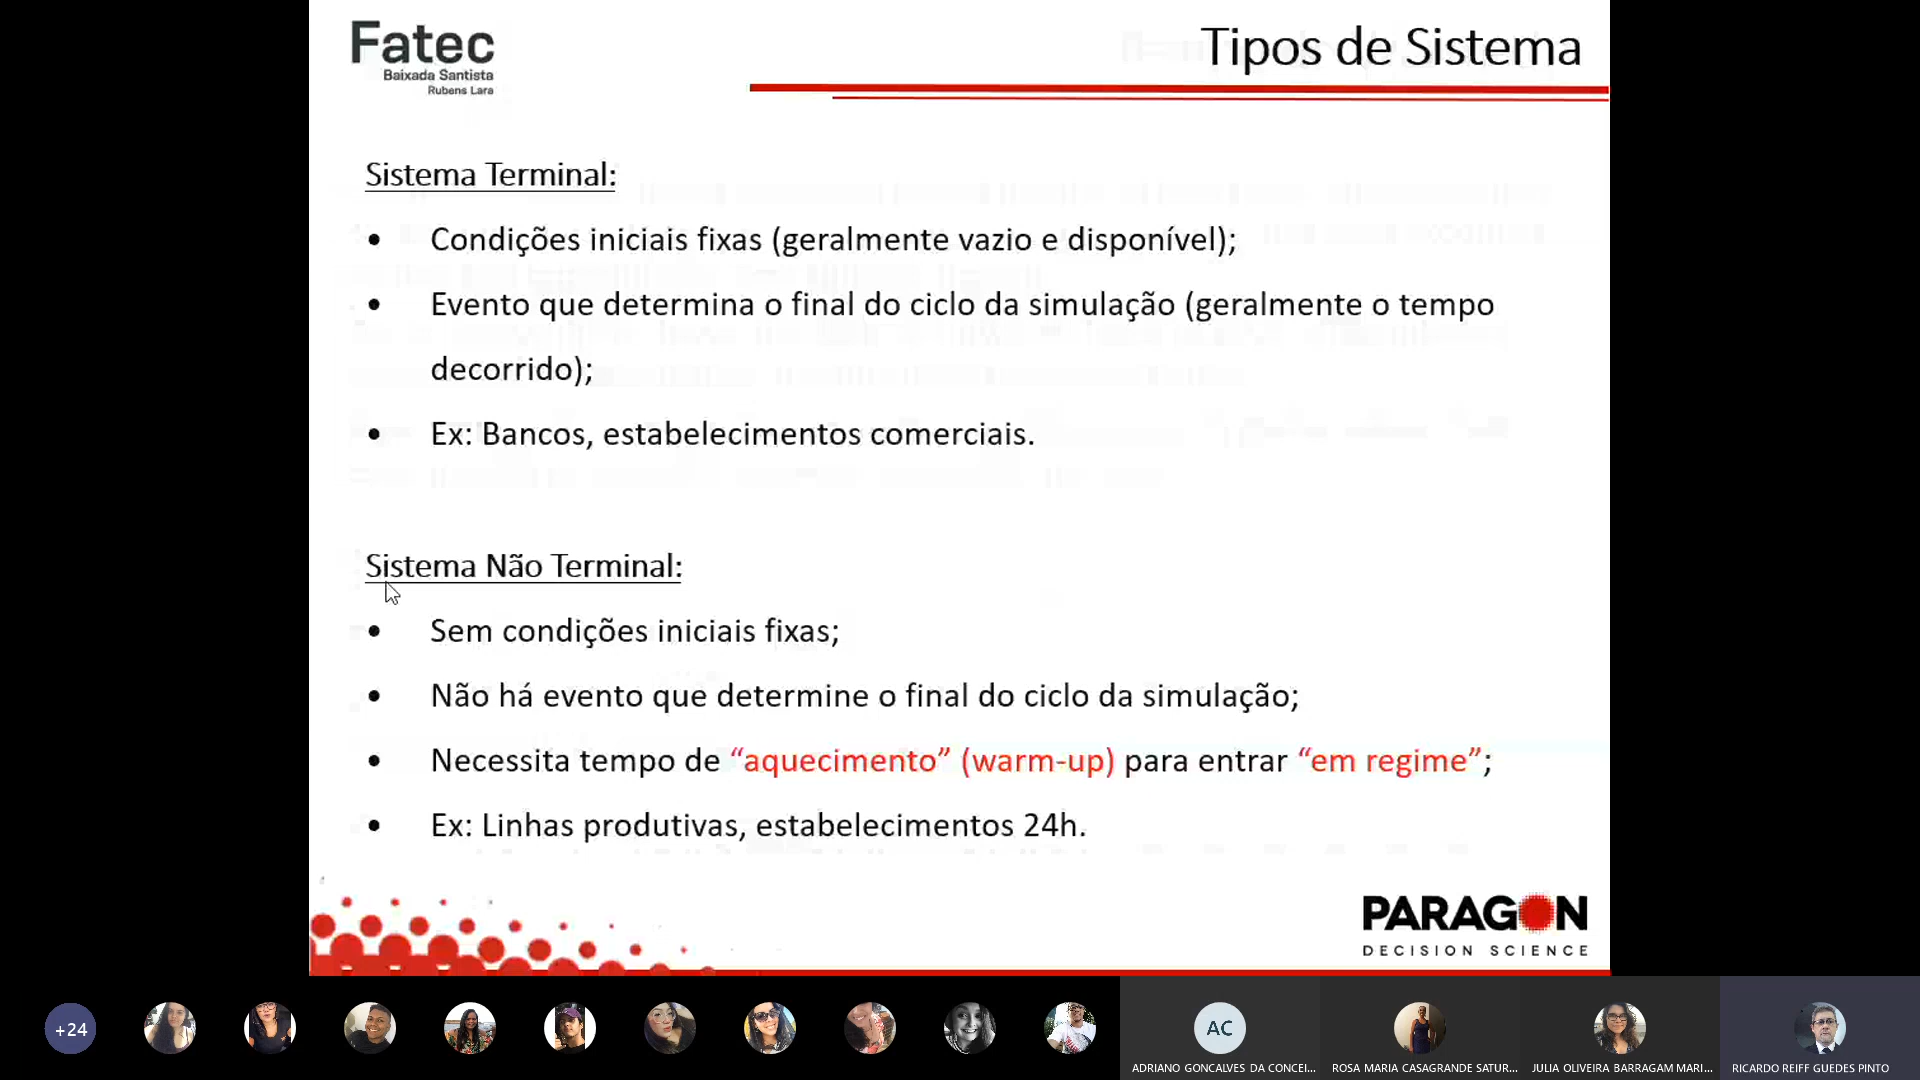 Fatec
Baixada Santista
Rubens Lara
Tipos de Sistema
Sistema Terminal:
• Condições iniciais fixas (geralmente vazio e disponível);
• Evento que determina o final do ciclo da simulação (geralmente o tempo
decorrido);
• Ex: Bancos, estabelecimentos comerciais.
Sistema Não Terminal:
• Sem condições iniciais fixas;
• Não há evento que determine o final do ciclo da simulação;
• Necessita tempo de “aquecimento” (warm-up) para entrar “em regime”;
• Ex: Linhas produtivas, estabelecimentos 24h.
PARAGON
DECISION SCIENCE
+24
AC
ADRIANO GONCALVES DA CONCEI...
ROSA MARIA CASAGRANDE SATUR...
JULIA OLIVEIRA BARRAGAM MARI...
RICARDO REIFF GUEDES PINTO